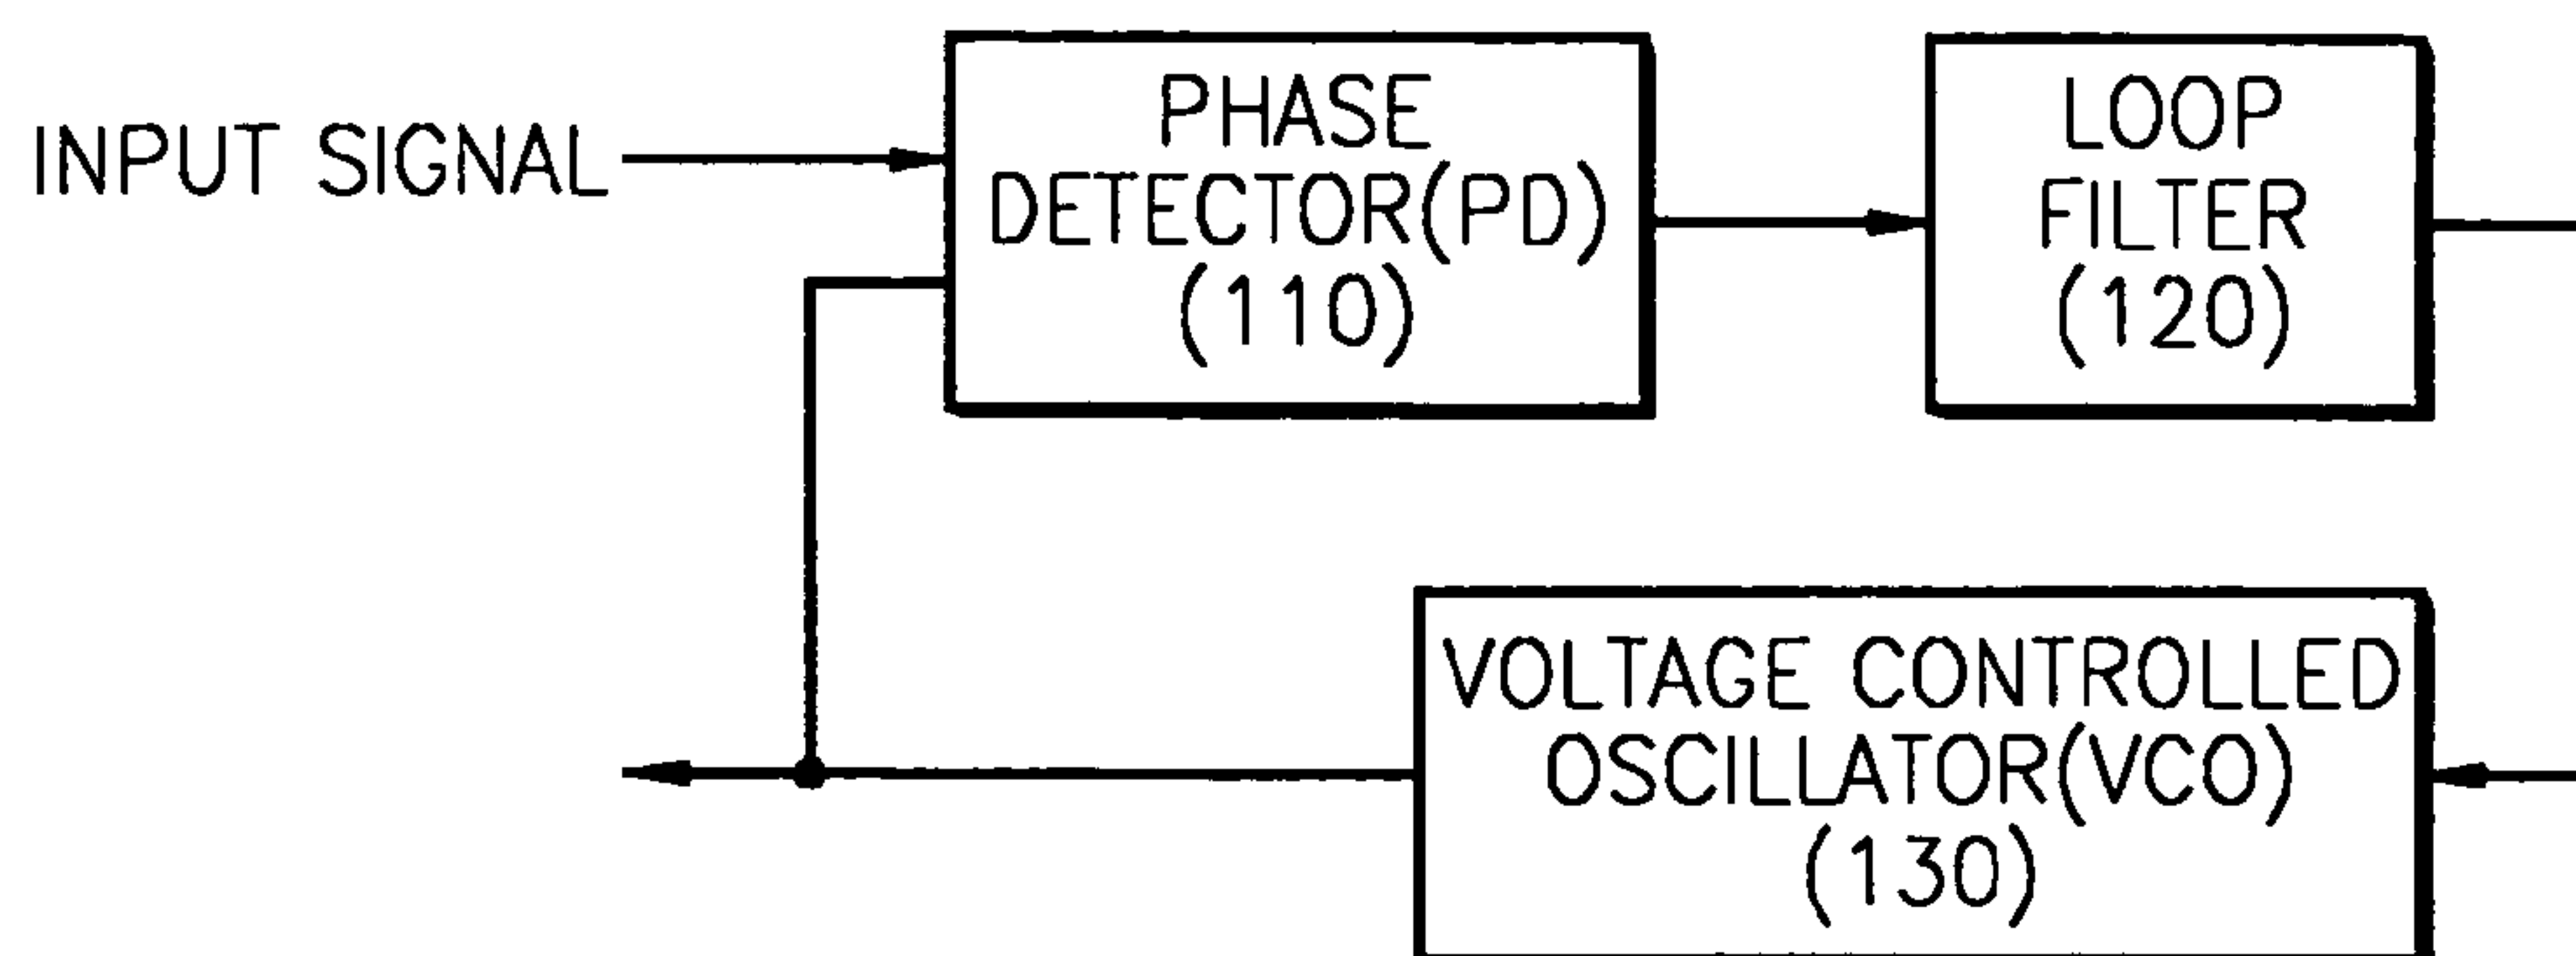 INPUT SIGNAL
PHASE
DETECTOR(PD)
(110)
LOOP
FILTER
(120)
VOLTAGE CONTROLLED
OSCILLATOR(VCO)
(130)